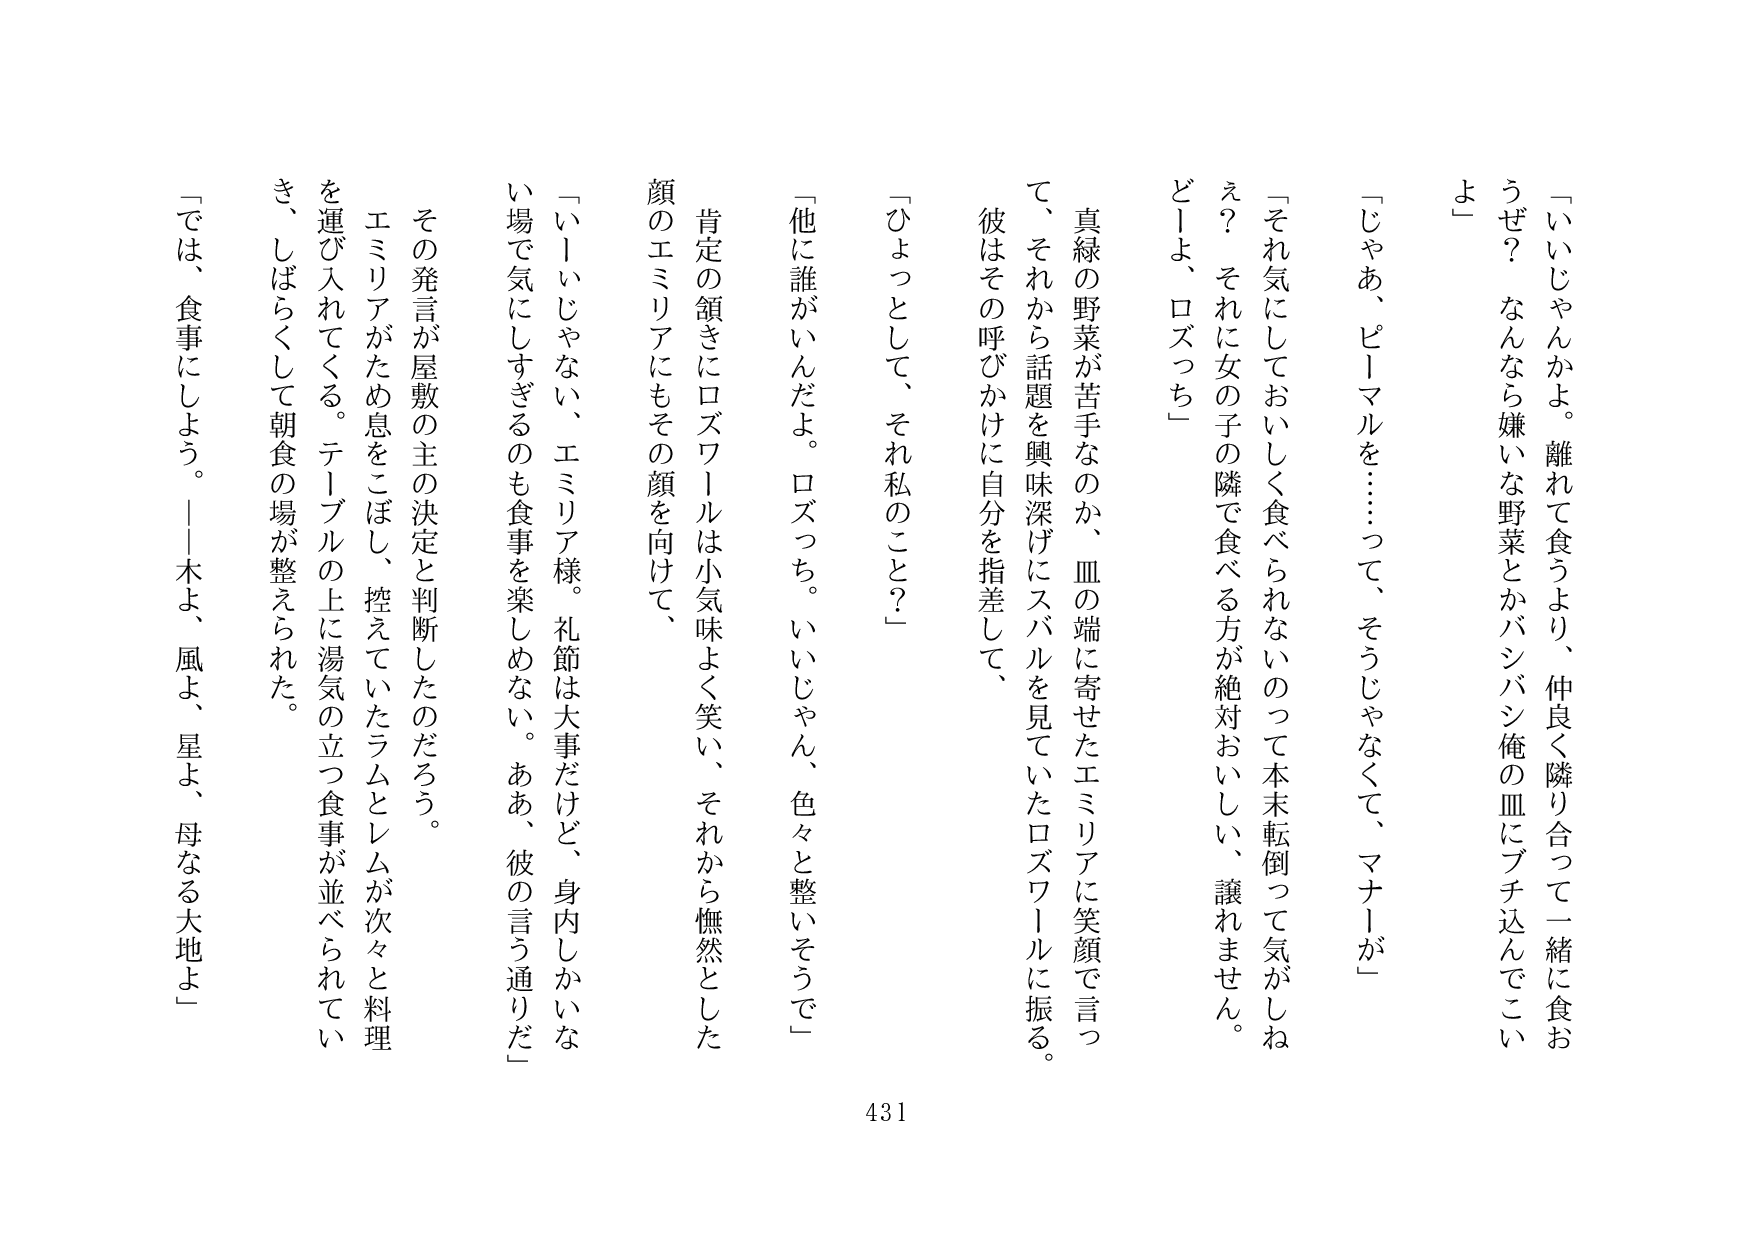 「いいじゃんかよ。離れて食うより、仲良く隣り合って一緒に食お
うぜ？　なんなら嫌いな野菜とかバシバシ俺の皿にブチ込んでこい
よ」
「じゃあ、ピーマルを……って、そうじゃなくて、マナーが」
「それ気にしておいしく食べられないのって本末転倒って気がしね
え？　それに女の子の隣で食べる方が絶対おいしい、譲れません。
どーよ、ロズっち」
　真緑の野菜が苦手なのか、皿の端に寄せたエミリアに笑顔で言っ
て、それから話題を興味深げにスバルを見ていたロズワールに振る。
　彼はその呼びかけに自分を指差して、
「ひょっとして、それ私のこと？」
「他に誰がいんだよ。ロズっち。いいじゃん、色々と整いそうで」
　肯定の頷きにロズワールは小気味よく笑い、それから憮然とした
顔のエミリアにもその顔を向けて、
「いーいじゃない、エミリア様。礼節は大事だけど、身内しかいな
い場で気にしすぎるのも食事を楽しめない。ああ、彼の言う通りだ」
　その発言が屋敷の主の決定と判断したのだろう。
　エミリアがため息をこぼし、控えていたラムとレムが次々と料理
を運び入れてくる。テーブルの上に湯気の立つ食事が並べられてい
き、しばらくして朝食の場が整えられた。
「では、食事にしよう。――木よ、風よ、星よ、母なる大地よ」
431